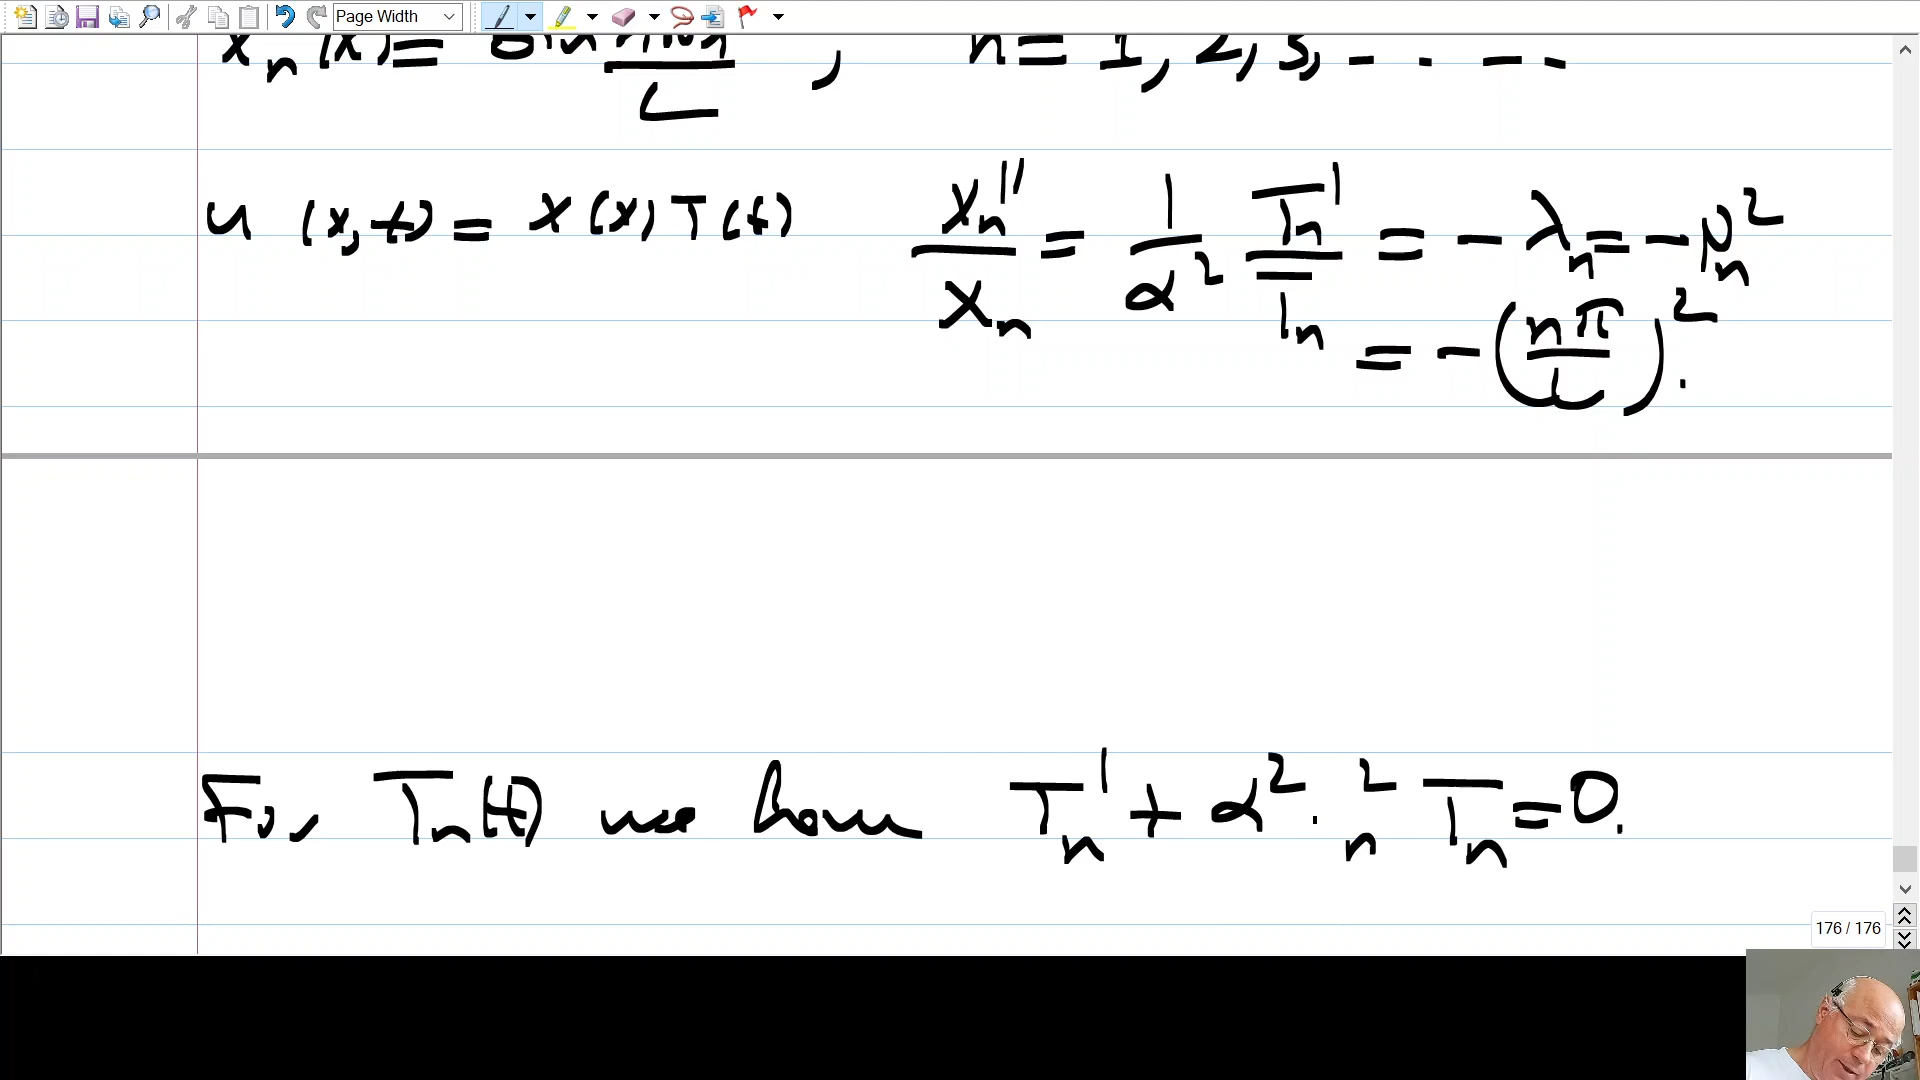 Page Width
Xₙ(x) = sin nπx/L , n = 1, 2, 3, - . - -
u (x,t) = X(x) T(t) Xₙ''/Xₙ = 1/α² Tₙ'/Tₙ = - λₙ = - μₙ²
= - (nπ/L)² .
For Tₙ(t) we have Tₙ' + α² . ₙ² Tₙ = 0.
176 / 176